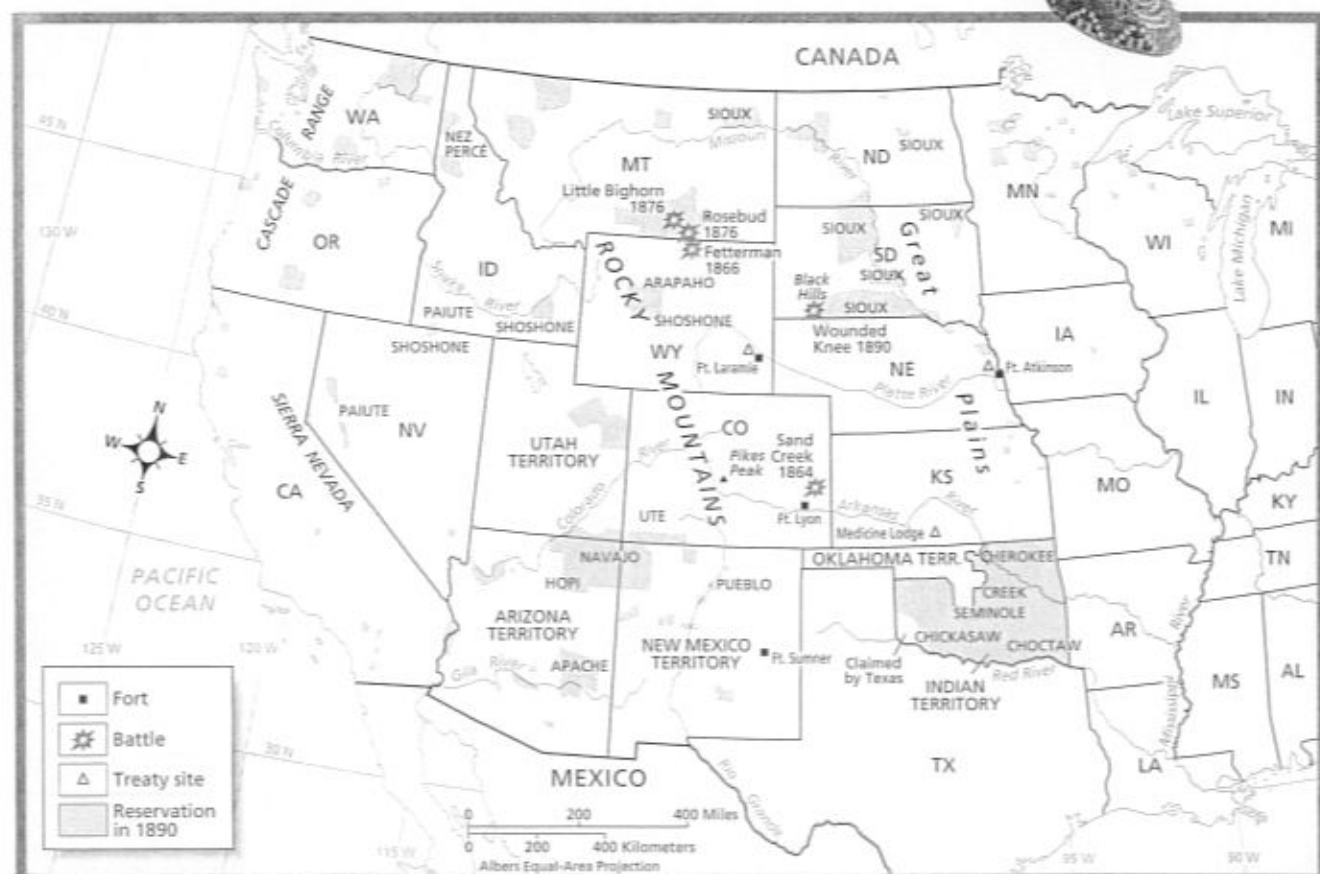 CANADA
45 N
CASCADE
RANGE
WA
Columbia River
NEZ
PERCÉ
SIOUX
Missouri
River
MT
ND
SIOUX
MN
Lake Superior
Little Bighorn
1876
Rosebud
1876
Fetterman
1866
130 W
OR
ID
Snake River
PAIUTE
SHOSHONE
ROCKY
MOUNTAINS
ARAPAHO
SHOSHONE
WY
Ft. Laramie
SIOUX
SIOUX
SD
SIOUX
Black
Hills
SIOUX
Great
Plains
WI
MI
Lake Michigan
Wounded
Knee 1890
NE
Platte River
Ft. Atkinson
IA
40 N
SHOSHONE
PAIUTE
NV
SIERRA NEVADA
CA
N
W
E
S
UTAH
TERRITORY
Colorado
River
CO
Pikes
Peak
Sand
Creek
1864
Ft. Lyon
UTE
KS
Arkansas
River
Medicine Lodge
MO
IL
IN
KY
TN
35 N
PACIFIC
OCEAN
125 W
120 W
NAVAJO
HOPI
ARIZONA
TERRITORY
Gila River
APACHE
PUEBLO
NEW MEXICO
TERRITORY
Ft. Sumner
OKLAHOMA TERR.
CHEROKEE
CREEK
SEMINOLE
CHICKASAW
CHOCTAW
Claimed
by Texas
INDIAN
TERRITORY
Red River
AR
Mississippi
River
MS
AL
LA
TX
Rio Grande
MEXICO
30 N
115 W
95 W
90 W
Fort
Battle
Treaty site
Reservation
in 1890
0 200 400 Miles
0 200 400 Kilometers
Albers Equal-Area Projection